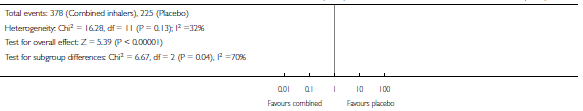 Total events: 378 (Combined inhalers), 225 (Placebo)
Heterogeneity: Chi² = 16.28, df = 11 (P = 0.13); I² =32%
Test for overall effect: Z = 5.39 (P < 0.00001)
Test for subgroup differences: Chi² = 6.67, df = 2 (P = 0.04), I² =70%
0.01 0.1 1 10 100
Favours combined Favours placebo